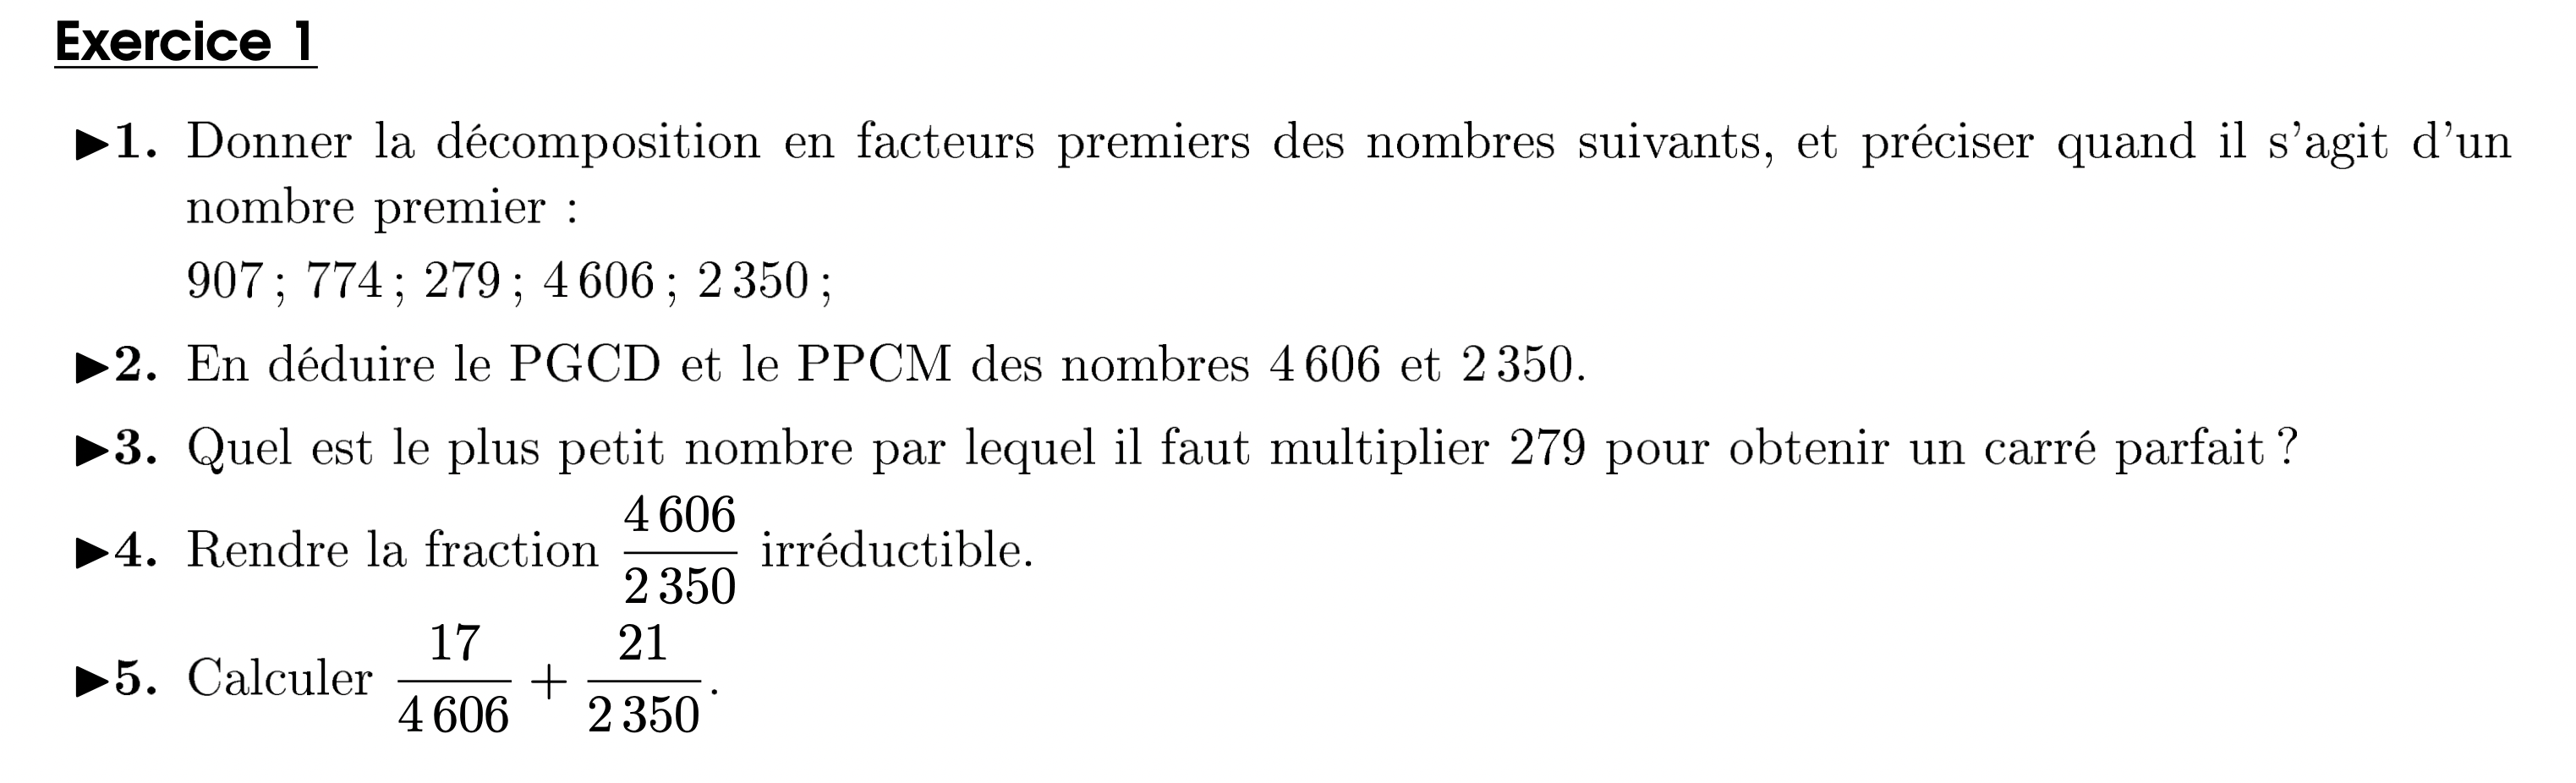 Exercice 1
▶1. Donner la décomposition en facteurs premiers des nombres suivants, et préciser quand il s'agit d'un
nombre premier :
907 ; 774 ; 279 ; 4 606 ; 2 350 ;
▶2. En déduire le PGCD et le PPCM des nombres 4 606 et 2 350.
▶3. Quel est le plus petit nombre par lequel il faut multiplier 279 pour obtenir un carré parfait ?
▶4. Rendre la fraction 4 606/2 350 irréductible.
▶5. Calculer 17/4 606 + 21/2 350.